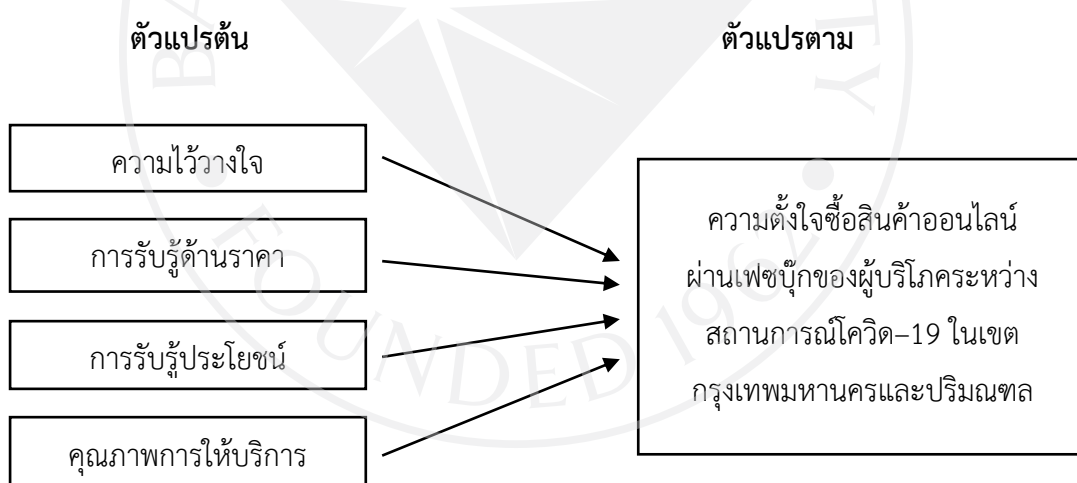 ตัวแปรต้น
ตัวแปรตาม
ความไว้วางใจ
การรับรู้ด้านราคา
การรับรู้ประโยชน์
คุณภาพการให้บริการ
ความตั้งใจซื้อสินค้าออนไลน์
ผ่านเฟซบุ๊กของผู้บริโภคระหว่าง
สถานการณ์โควิด–19 ในเขต
กรุงเทพมหานครและปริมณฑล
FOUNDED 1962